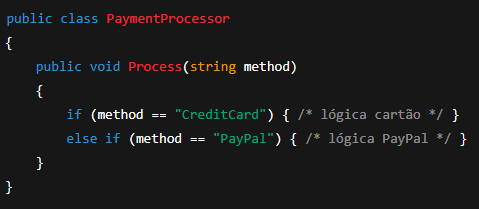 public class PaymentProcessor
{
    public void Process(string method)
    {
        if (method == "CreditCard") { /* lógica cartão */ }
        else if (method == "PayPal") { /* lógica PayPal */ }
    }
}